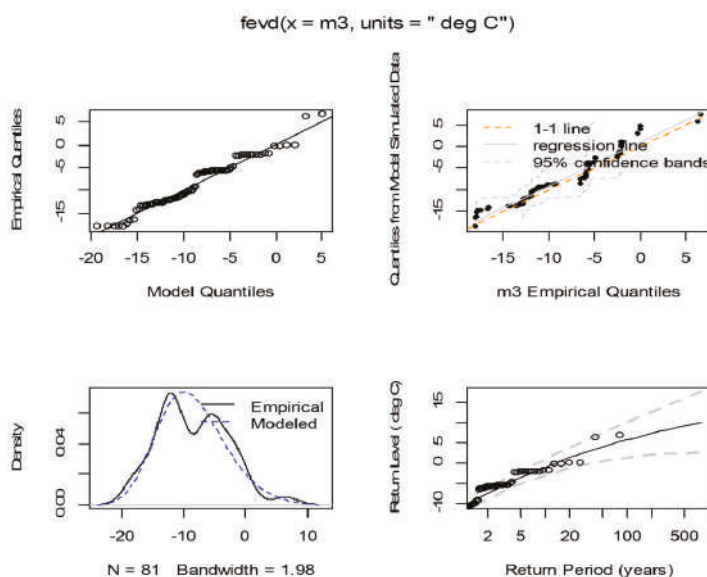 fevd(x = m3, units = " deg C")
Empirical Quantiles
5
-5
-15
-20 -15 -10 -5 0 5
Model Quantiles
Quantiles from Model Simulated Data
5
-5
-15
1-1 line
regression line
95% confidence bands
-15 -10 -5 0 5
m3 Empirical Quantiles
Density
0.04
0.00
Empirical
Modeled
-20 -10 0 10
N = 81 Bandwidth = 1.98
Return Level ( deg C)
15
5
0
-10
2 5 20 100 500
Return Period (years)